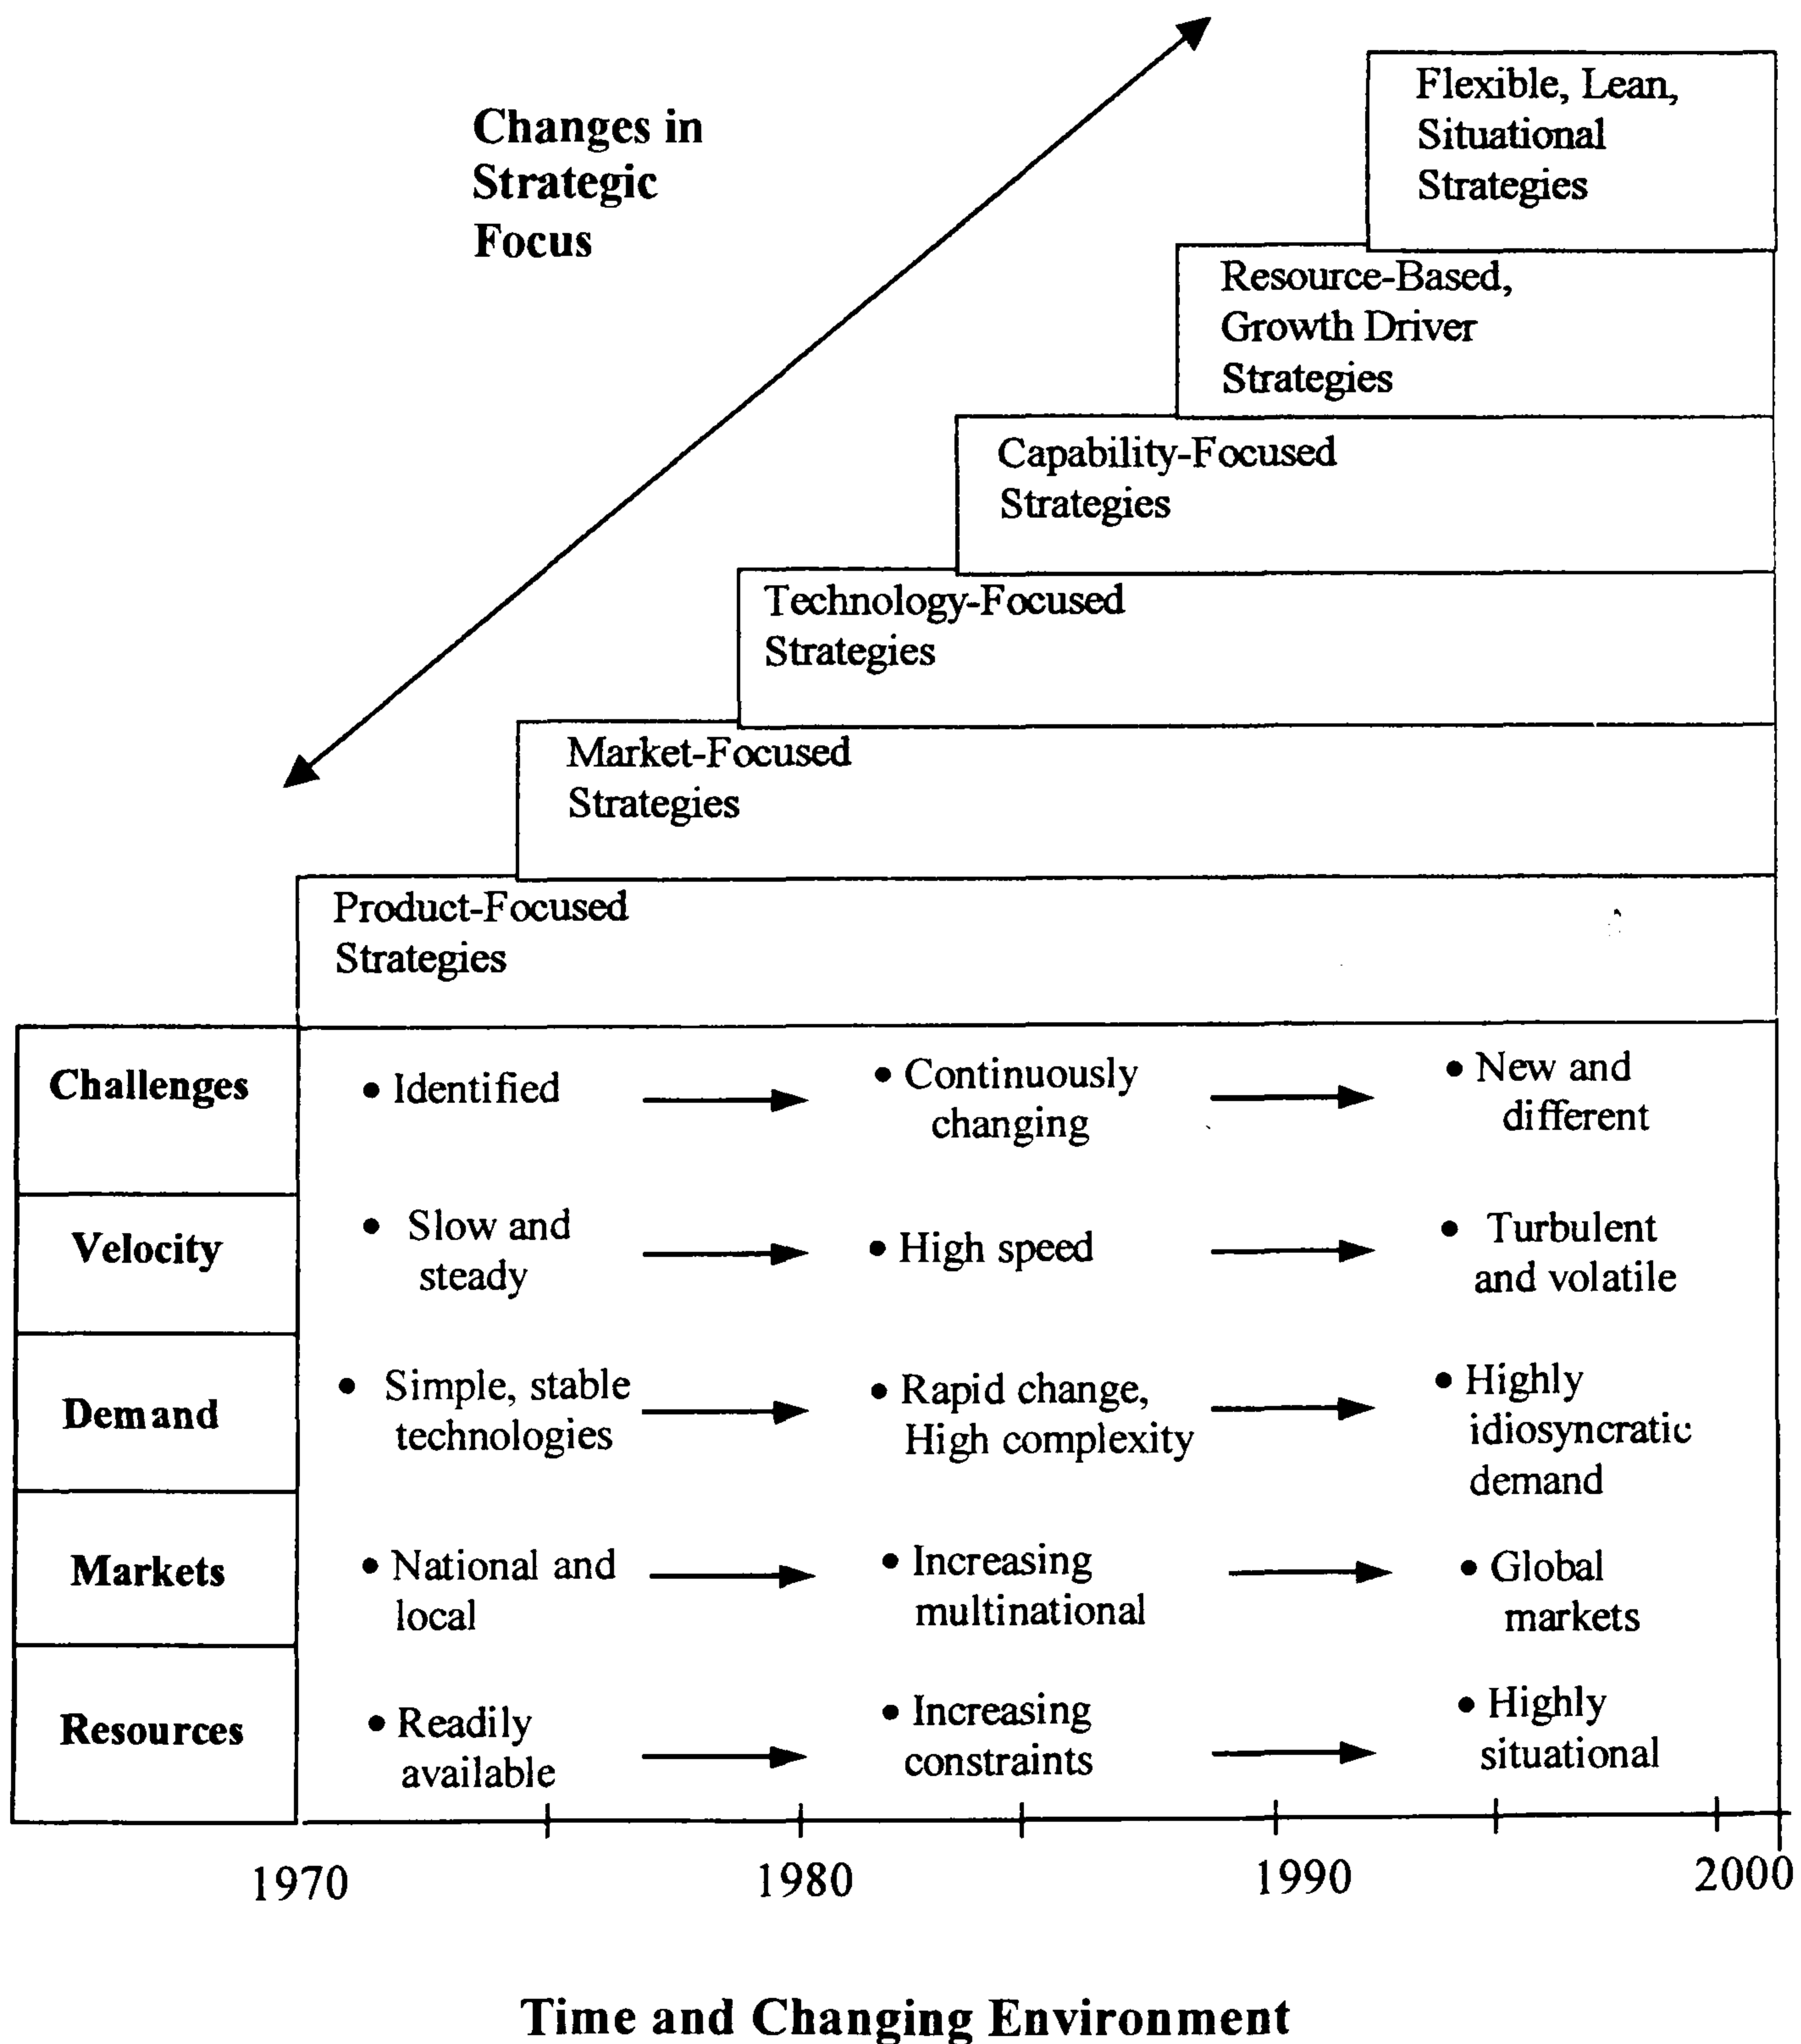 Changes in
Strategic
Focus
Flexible, Lean,
Situational
Strategies
Resource-Based,
Growth Driver
Strategies
Capability-Focused
Strategies
Technology-Focused
Strategies
Market-Focused
Strategies
Product-Focused
Strategies
Challenges
• Identified
• Continuously
changing
• New and
different
Velocity
• Slow and
steady
• High speed
• Turbulent
and volatile
Demand
• Simple, stable
technologies
• Rapid change,
High complexity
• Highly
idiosyncratic
demand
Markets
• National and
local
• Increasing
multinational
• Global
markets
Resources
• Readily
available
• Increasing
constraints
• Highly
situational
1970
1980
1990
2000
Time and Changing Environment